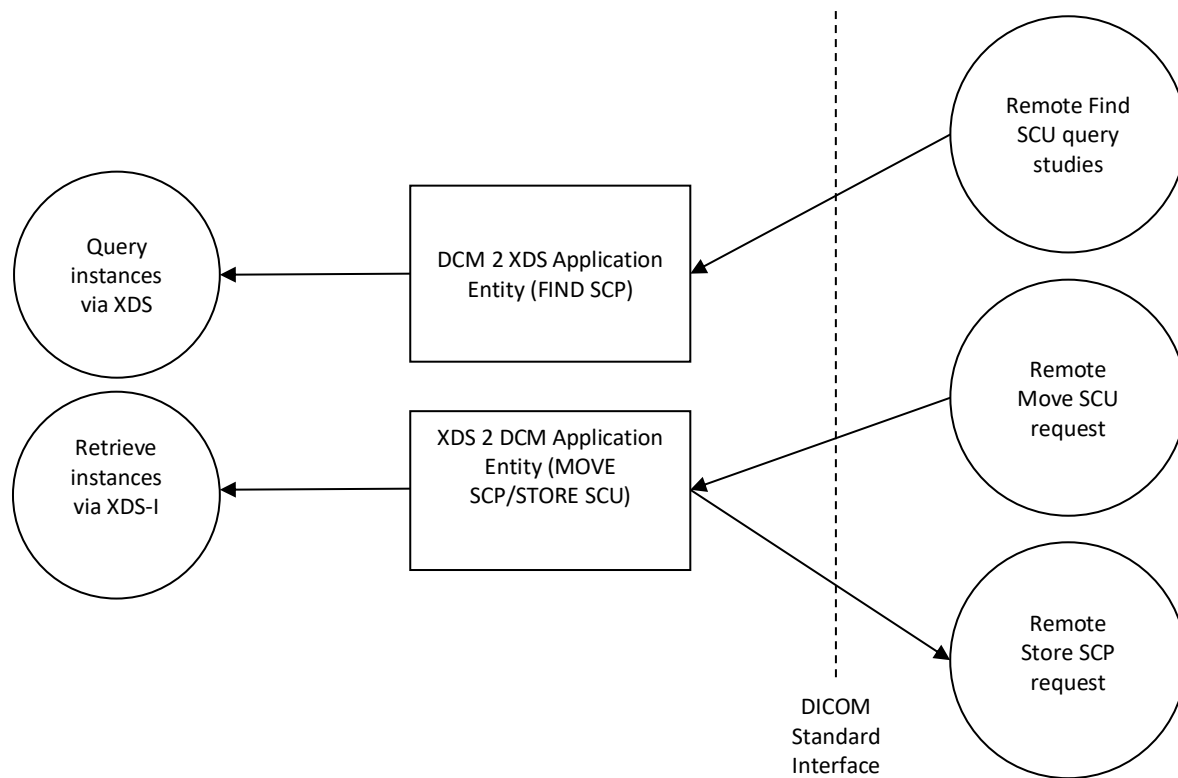 Remote Find
SCU query
studies
Query
instances
via XDS
DCM 2 XDS Application
Entity (FIND SCP)
Remote
Move SCU
request
Retrieve
instances
via XDS-I
XDS 2 DCM Application
Entity (MOVE
SCP/STORE SCU)
Remote
Store SCP
request
DICOM
Standard
Interface